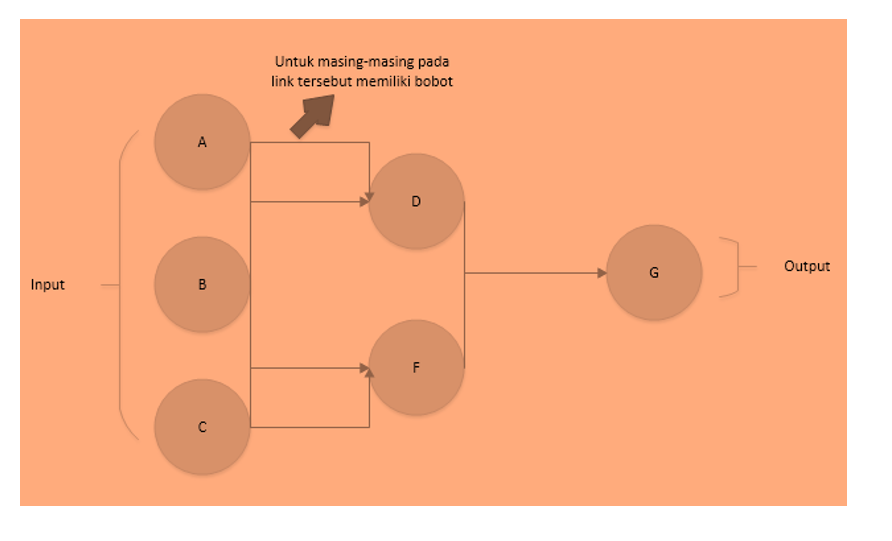 Untuk masing-masing pada
link tersebut memiliki bobot
A
D
B
Input
G
Output
F
C